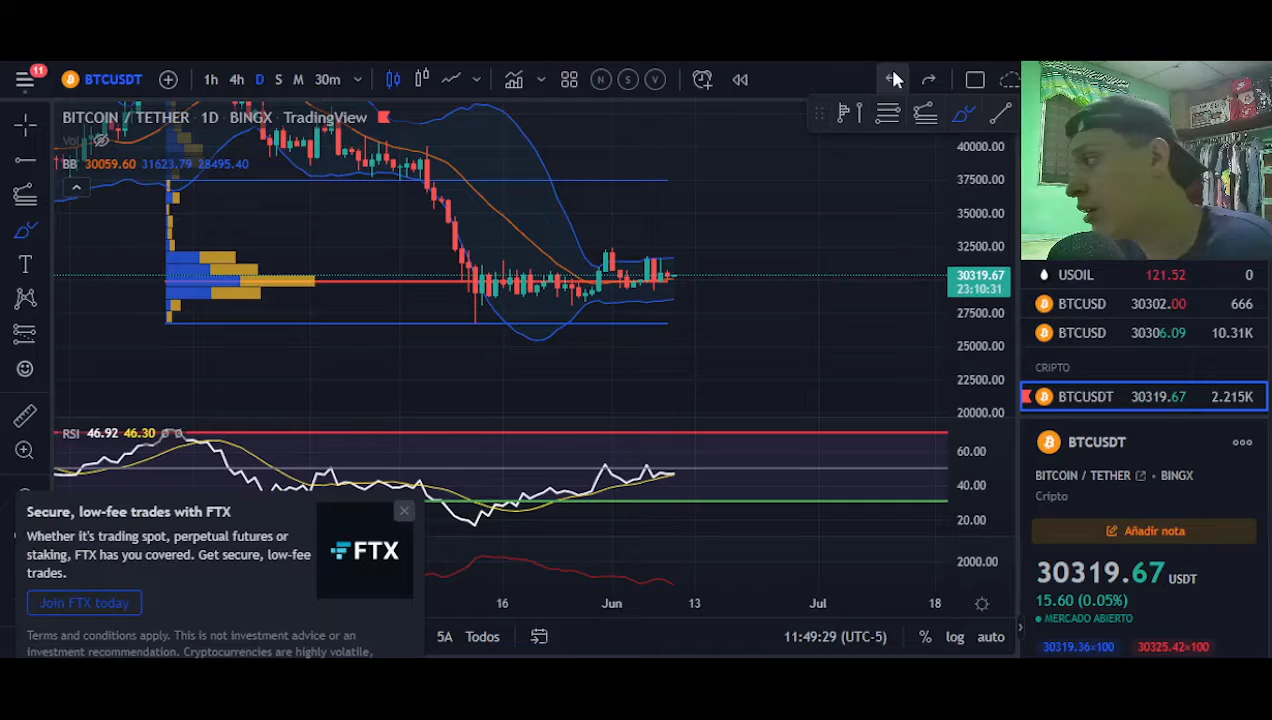 11
BTCUSDT
1h 4h D S M 30m
N S V
BITCOIN / TETHER · 1D · BINGX · TradingView
Vol
BB 30059.60 31623.79 28495.40
40000.00
37500.00
35000.00
32500.00
30319.67
23:10:31
27500.00
25000.00
22500.00
20000.00
RSI 46.92 46.30 ø ø
60.00
40.00
20.00
2000.00
16 Jun 13 Jul 18
5A Todos
11:49:29 (UTC-5) % log auto
Secure, low-fee trades with FTX
Whether it's trading spot, perpetual futures or
staking, FTX has you covered. Get secure, low-fee
trades.
FTX
Join FTX today
Terms and conditions apply. This is not investment advice or an
investment recommendation. Cryptocurrencies are highly volatile,
USOIL 121.52 0
BTCUSD 30302.00 666
BTCUSD 30306.09 10.31K
CRIPTO
BTCUSDT 30319.67 2.215K
BTCUSDT
BITCOIN / TETHER · BINGX
Cripto
Añadir nota
30319.67 USDT
15.60 (0.05%)
MERCADO ABIERTO
30319.36×100 30325.42×100